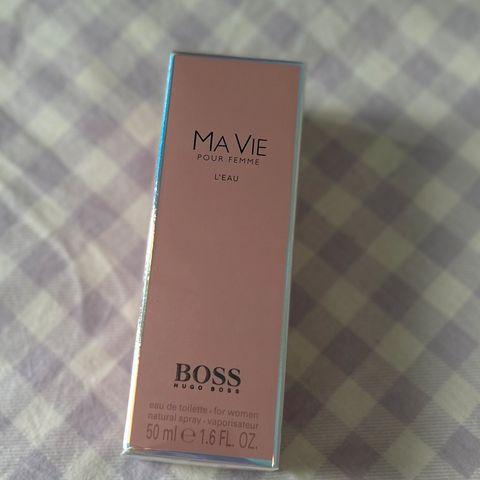 MA VIE
POUR FEMME
L'EAU
BOSS
HUGO BOSS
eau de toilette - for women
natural spray - vaporisateur
50 ml ℮ 1.6 FL. OZ.